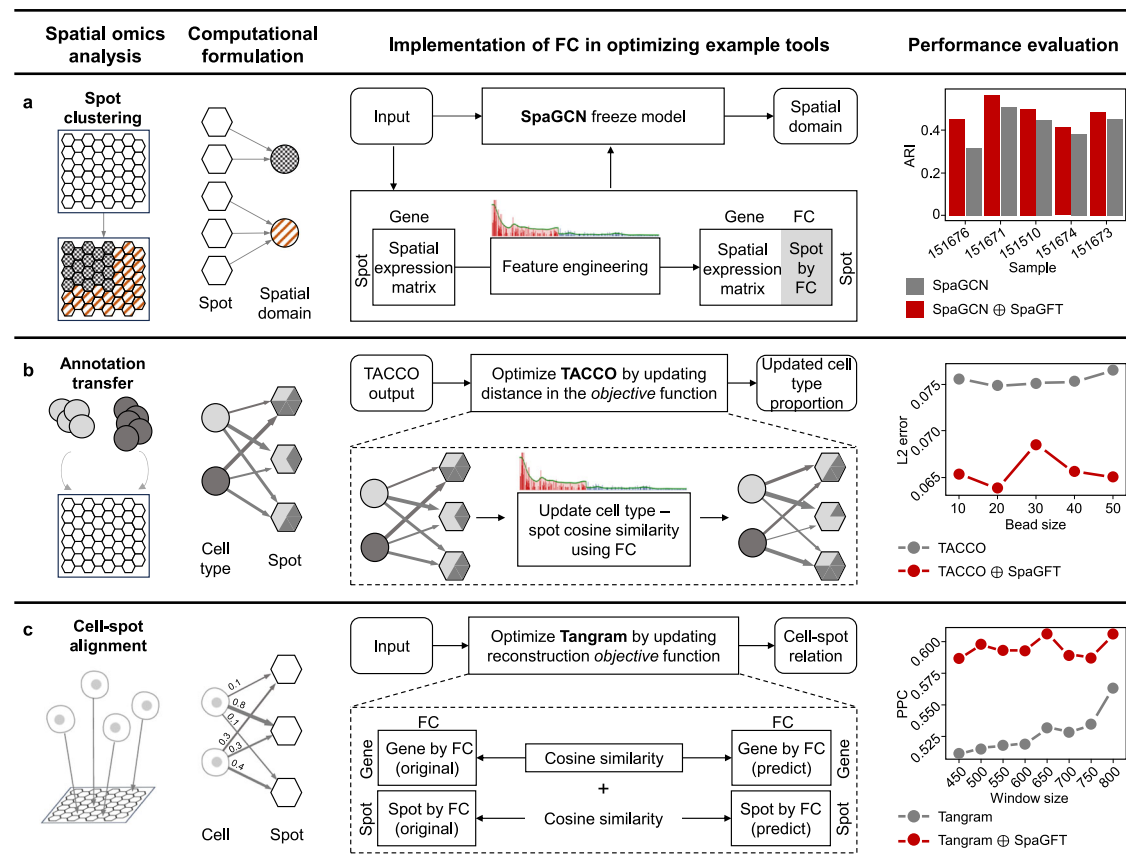 Spatial omics
analysis
Computational
formulation
Implementation of FC in optimizing example tools
Performance evaluation
a
Spot
clustering
Spot
Spatial
domain
Input
SpaGCN freeze model
Spatial
domain
Gene
Spot
Spatial
expression
matrix
Feature engineering
Gene
FC
Spatial
expression
matrix
Spot
by
FC
Spot
ARI
0.4
0.2
0
151676
151671
151510
151674
151673
Sample
SpaGCN
SpaGCN ⊕ SpaGFT
b
Annotation
transfer
Cell
type
Spot
TACCO
output
Optimize TACCO by updating
distance in the objective function
Updated cell
type
proportion
Update cell type –
spot cosine similarity
using FC
L2 error
0.075
0.070
0.065
10 20 30 40 50
Bead size
TACCO
TACCO ⊕ SpaGFT
c
Cell-spot
alignment
0.1
0.8
0.1
0.3
0.3
0.4
Cell
Spot
Input
Optimize Tangram by updating
reconstruction objective function
Cell-spot
relation
FC
Gene
Gene by FC
(original)
Cosine similarity
FC
Gene by FC
(predict)
Gene
+
Spot
Spot by FC
(original)
Cosine similarity
Spot by FC
(predict)
Spot
PPC
0.600
0.575
0.550
0.525
450 500 550 600 650 700 750 800
Window size
Tangram
Tangram ⊕ SpaGFT